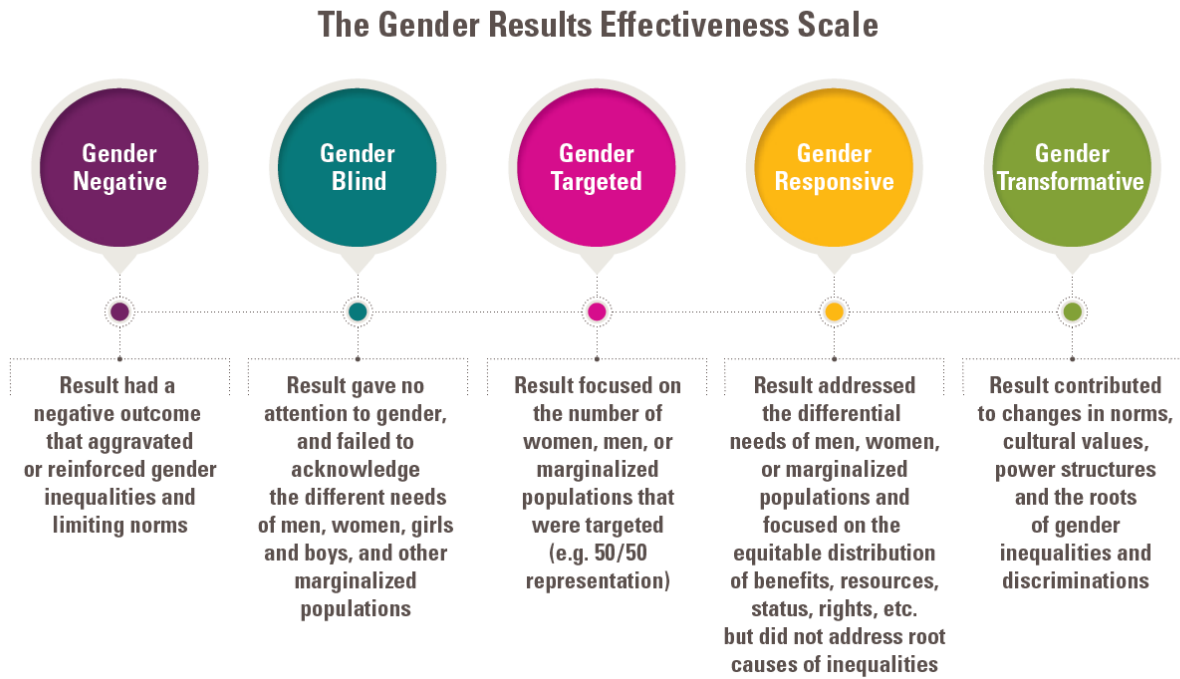 The Gender Results Effectiveness Scale
Gender
Negative
Gender
Blind
Gender
Targeted
Gender
Responsive
Gender
Transformative
Result had a
negative outcome
that aggravated
or reinforced gender
inequalities and
limiting norms
Result gave no
attention to gender,
and failed to
acknowledge
the different needs
of men, women, girls
and boys, and other
marginalized
populations
Result focused on
the number of
women, men, or
marginalized
populations that
were targeted
(e.g. 50/50
representation)
Result addressed
the differential
needs of men, women,
or marginalized
populations and
focused on the
equitable distribution
of benefits, resources,
status, rights, etc.
but did not address root
causes of inequalities
Result contributed
to changes in norms,
cultural values,
power structures
and the roots
of gender
inequalities and
discriminations